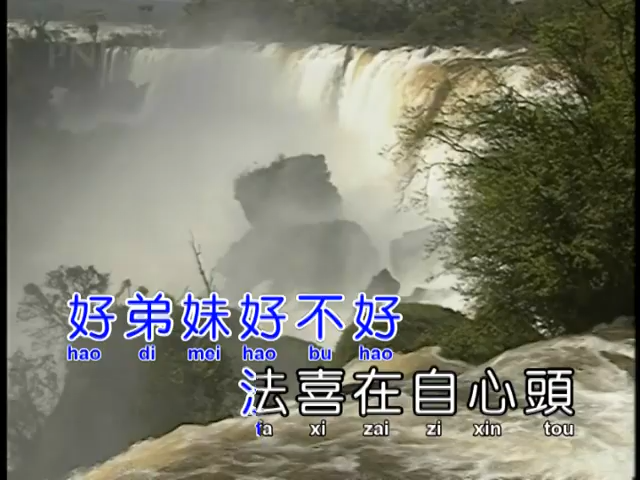 好弟妹好不好
hao di mei hao bu hao
法喜在自心頭
fa xi zai zi xin tou